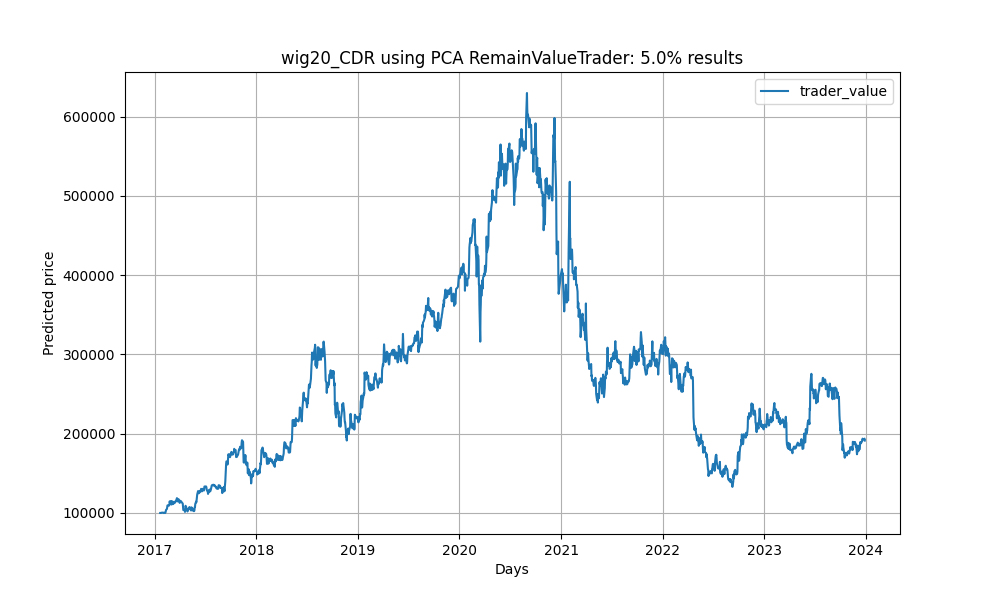 wig20_CDR using PCA RemainValueTrader: 5.0% results
trader_value
Predicted price
600000
500000
400000
300000
200000
100000
2017 2018 2019 2020 2021 2022 2023 2024
Days